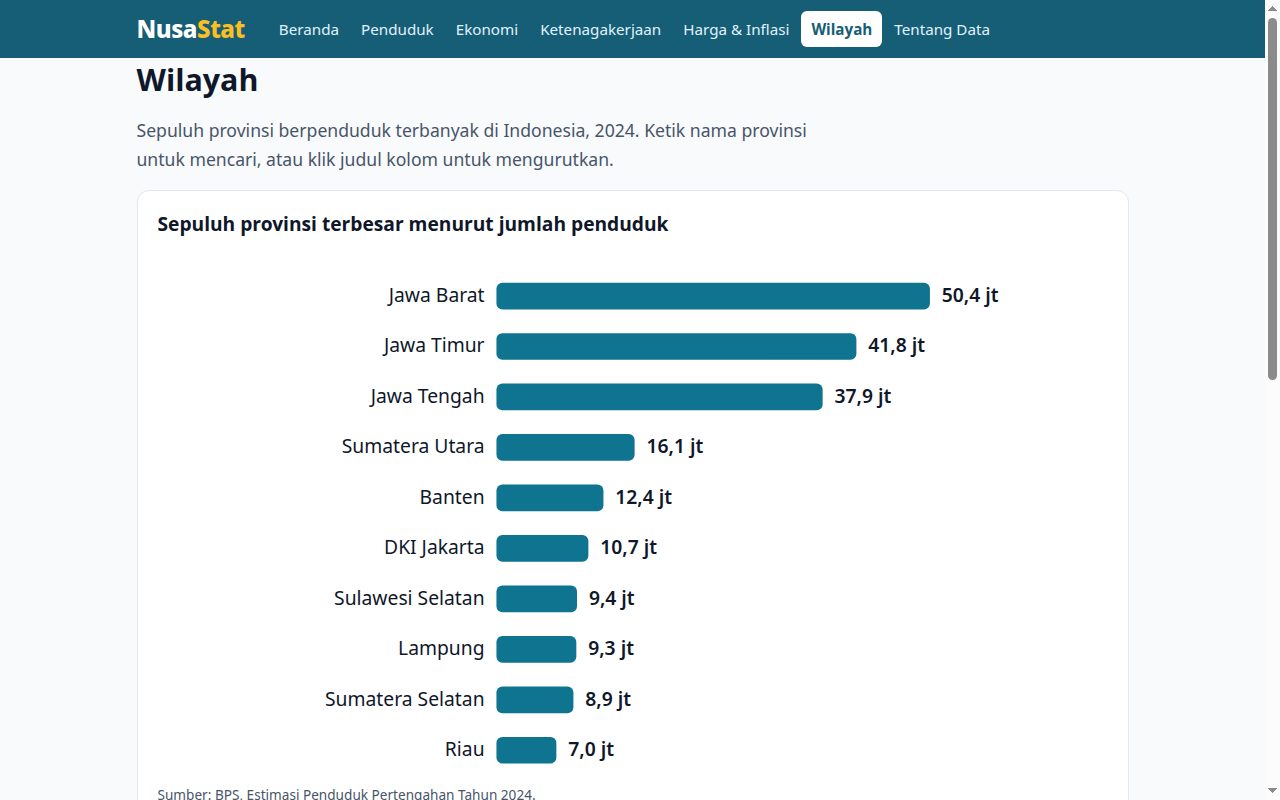 NusaStat Beranda Penduduk Ekonomi Ketenagakerjaan Harga & Inflasi Wilayah Tentang Data
Wilayah
Sepuluh provinsi berpenduduk terbanyak di Indonesia, 2024. Ketik nama provinsi
untuk mencari, atau klik judul kolom untuk mengurutkan.
Sepuluh provinsi terbesar menurut jumlah penduduk
Jawa Barat 50,4 jt
Jawa Timur 41,8 jt
Jawa Tengah 37,9 jt
Sumatera Utara 16,1 jt
Banten 12,4 jt
DKI Jakarta 10,7 jt
Sulawesi Selatan 9,4 jt
Lampung 9,3 jt
Sumatera Selatan 8,9 jt
Riau 7,0 jt
Sumber: BPS, Estimasi Penduduk Pertengahan Tahun 2024.